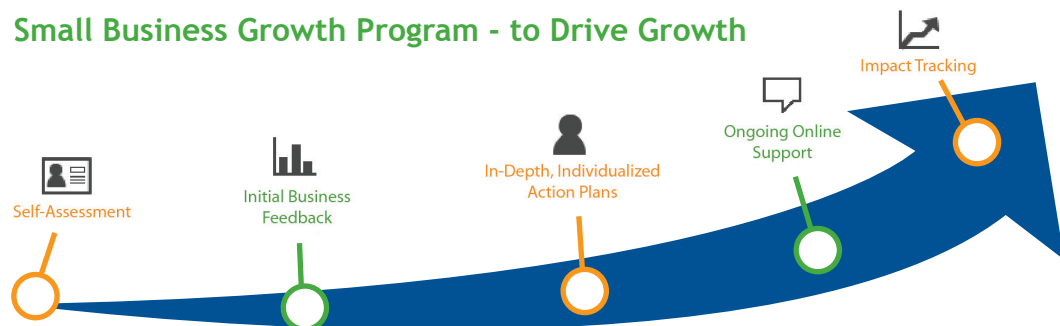 Small Business Growth Program - to Drive Growth
Self-Assessment
Initial Business
Feedback
In-Depth, Individualized
Action Plans
Ongoing Online
Support
Impact Tracking